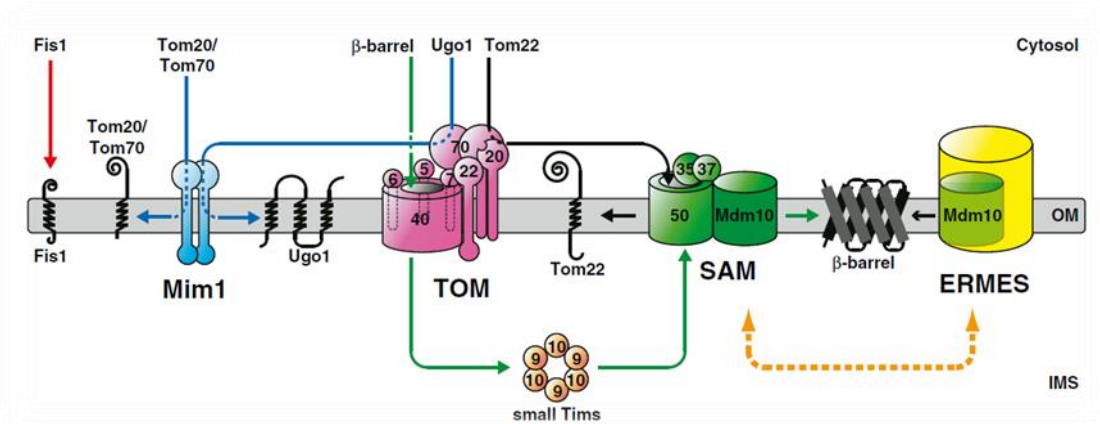 Fis1
Tom20/
Tom70
β-barrel
Ugo1
Tom22
Cytosol
Tom20/
Tom70
70
20
5
6
7
22
40
35
37
50
Mdm10
Mdm10
OM
Fis1
Ugo1
Tom22
β-barrel
Mim1
TOM
SAM
ERMES
10
9
9
10
10
9
small Tims
IMS